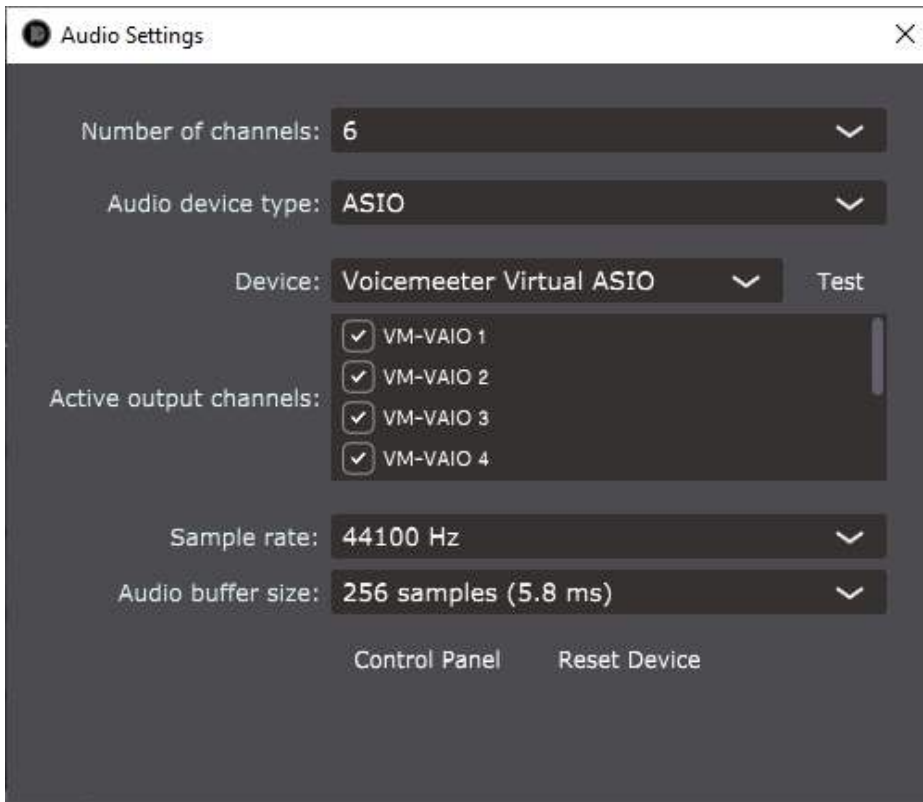 Audio Settings
Number of channels: 6
Audio device type: ASIO
Device: Voicemeeter Virtual ASIO Test
Active output channels:
VM-VAIO 1
VM-VAIO 2
VM-VAIO 3
VM-VAIO 4
Sample rate: 44100 Hz
Audio buffer size: 256 samples (5.8 ms)
Control Panel Reset Device